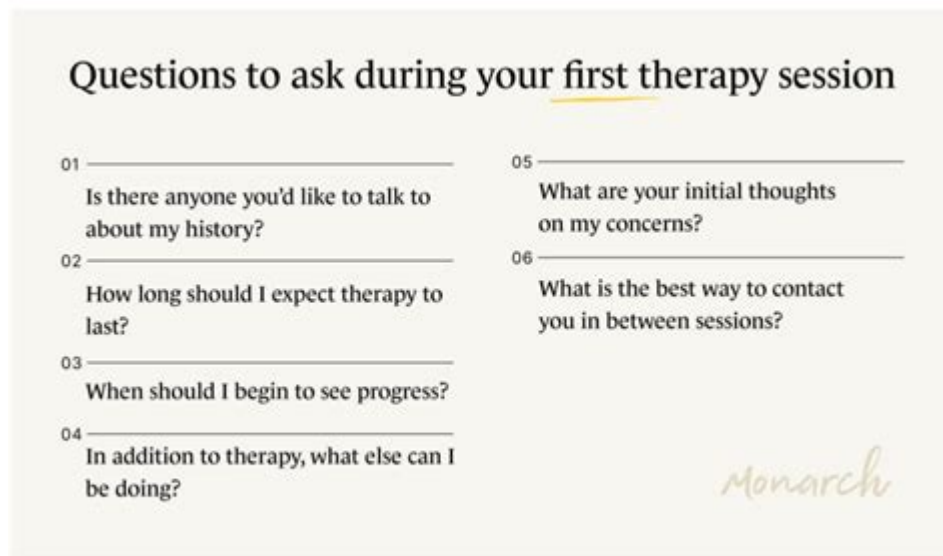 Questions to ask during your first therapy session
01
Is there anyone you'd like to talk to
about my history?
02
How long should I expect therapy to
last?
03
When should I begin to see progress?
04
In addition to therapy, what else can I
be doing?
05
What are your initial thoughts
on my concerns?
06
What is the best way to contact
you in between sessions?
Monarch